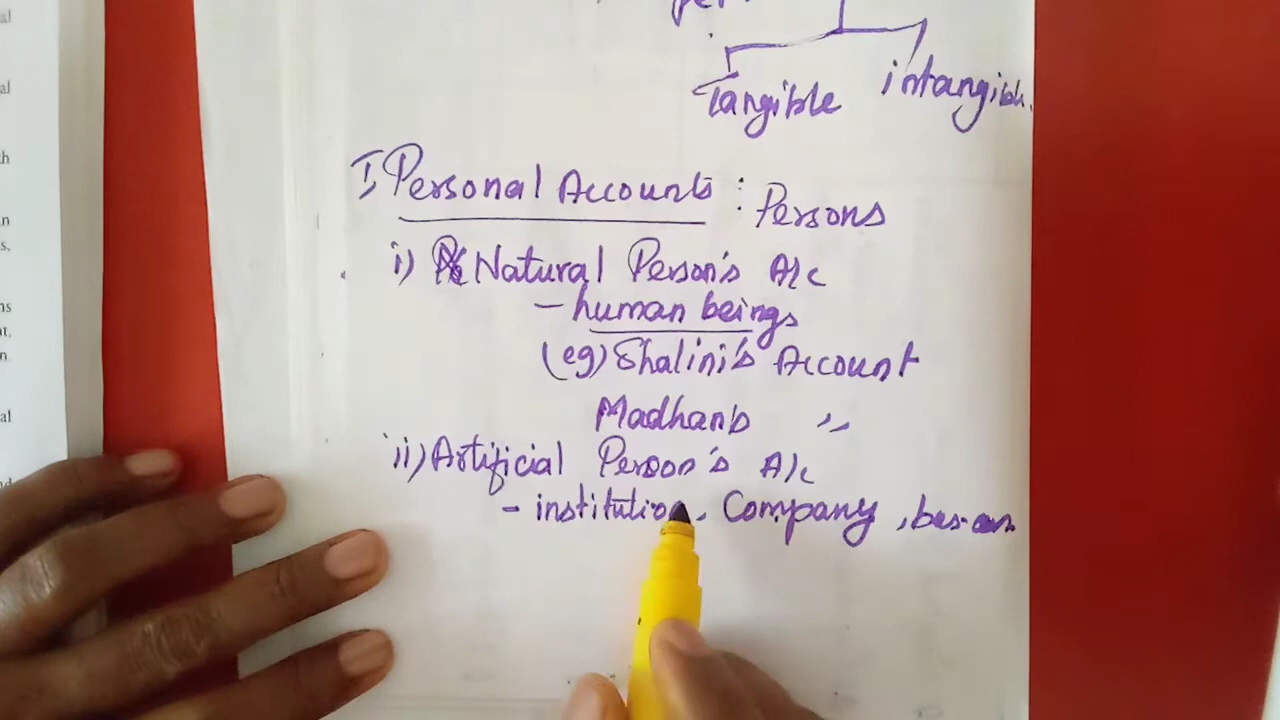 Tangible intangible.
I Personal Accounts : Persons
i) Natural Person's A/c
- human beings
(eg) Shalini's Account
Madhan's ,,
ii) Artificial Person's A/c
- institution, Company,